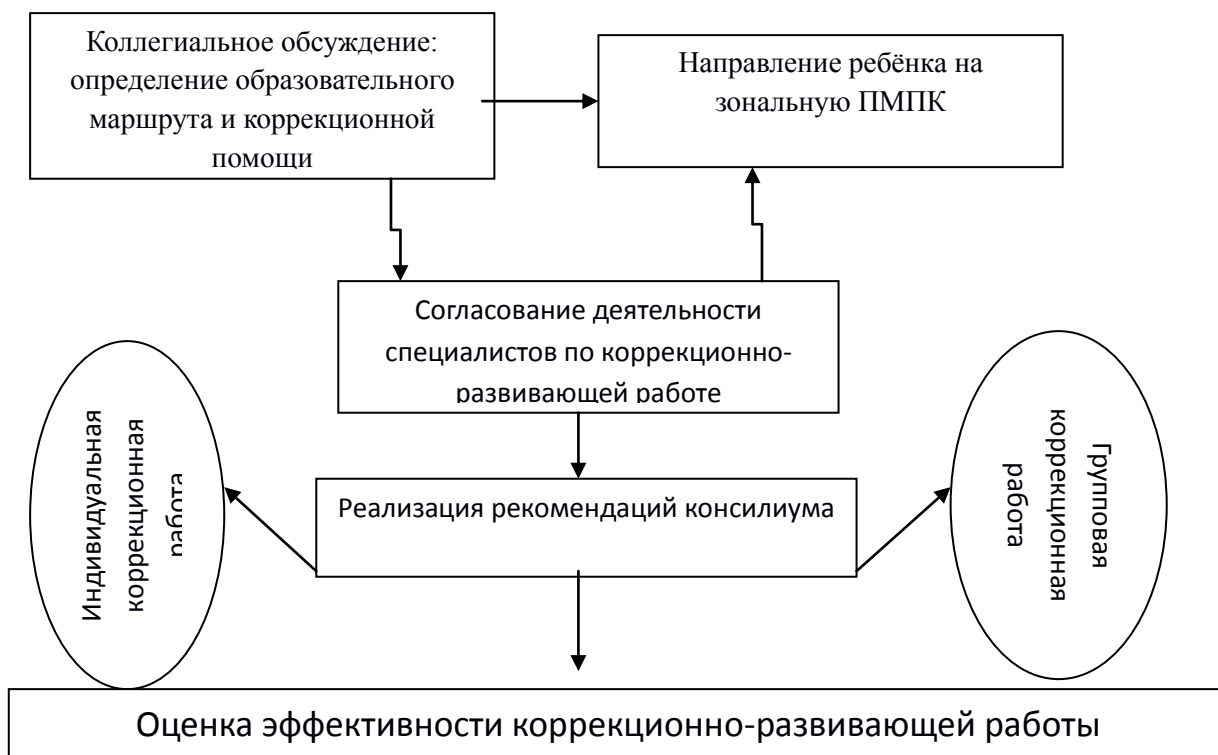 Коллегиальное обсуждение:
определение образовательного
маршрута и коррекционной
помощи
Направление ребёнка на
зональную ПМПК
Согласование деятельности
специалистов по коррекционно-
развивающей работе
Индивидуальная
коррекционная
работа
Реализация рекомендаций консилиума
Групповая
коррекционная
работа
Оценка эффективности коррекционно-развивающей работы